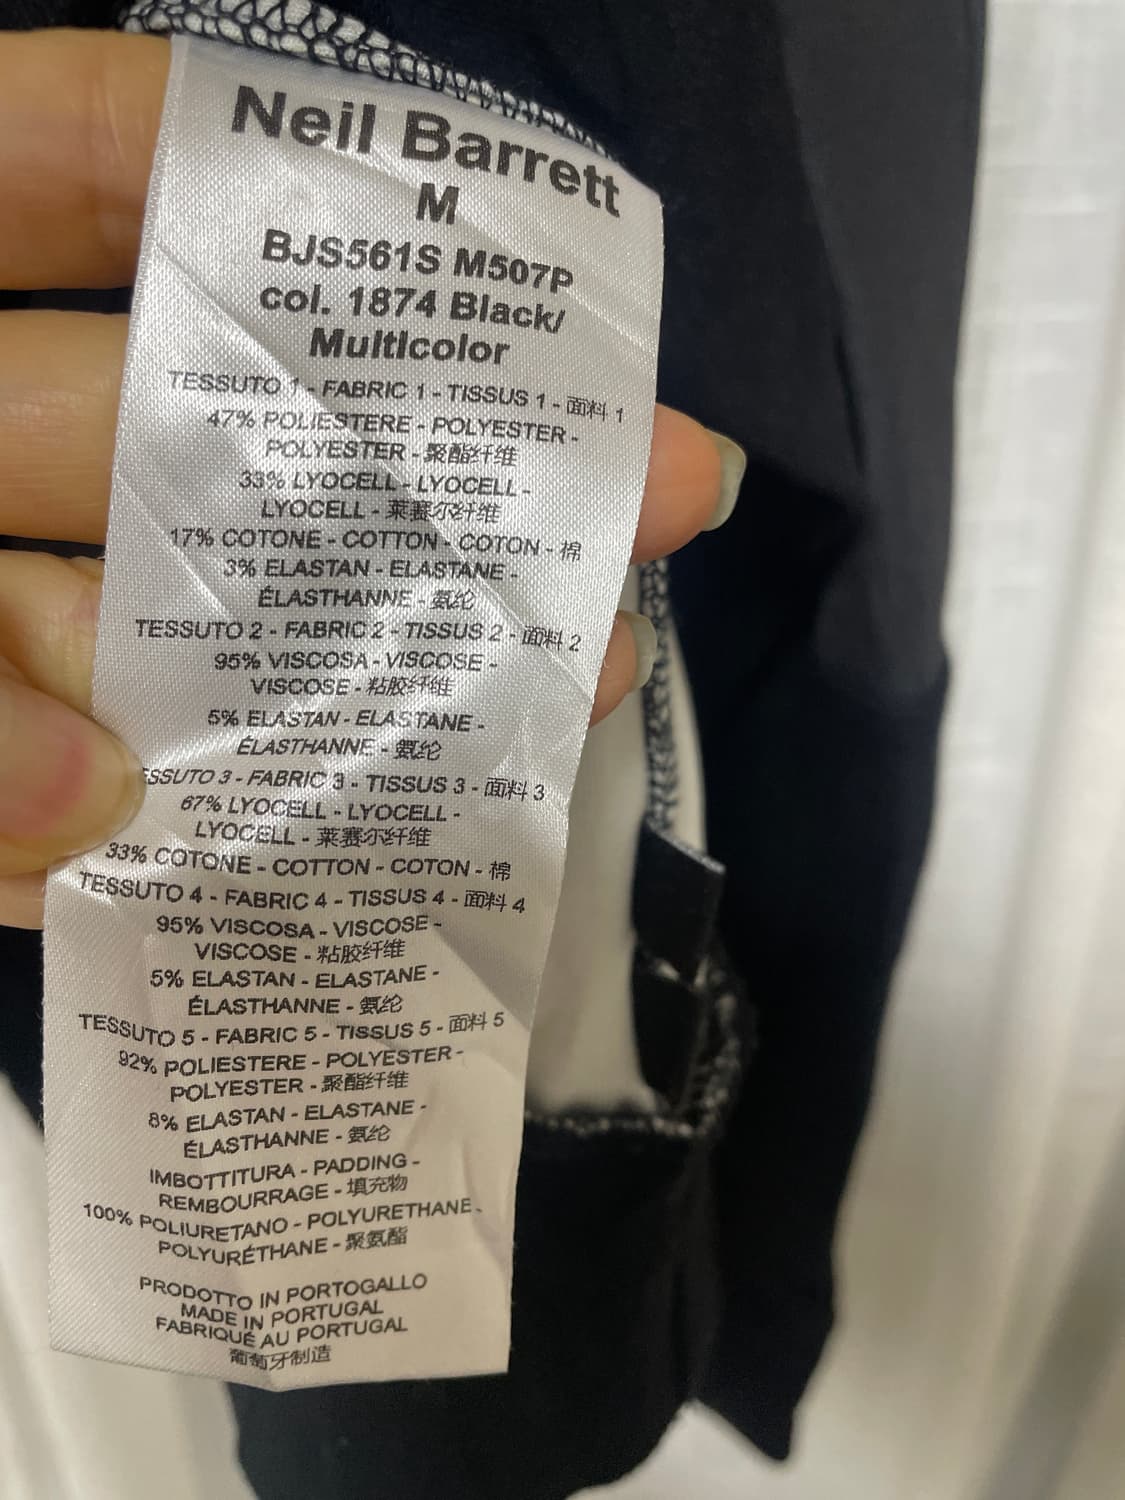 Neil Barrett
M
BJS561S M507P
col. 1874 Black/
Multicolor
TESSUTO 1 - FABRIC 1 - TISSUS 1 - 面料 1
47% POLIESTERE - POLYESTER -
POLYESTER - 聚酯纤维
33% LYOCELL - LYOCELL -
LYOCELL - 莱赛尔纤维
17% COTONE - COTTON - COTON - 棉
3% ELASTAN - ELASTANE -
ÉLASTHANNE - 氨纶
TESSUTO 2 - FABRIC 2 - TISSUS 2 - 面料 2
95% VISCOSA - VISCOSE -
VISCOSE - 粘胶纤维
5% ELASTAN - ELASTANE -
ÉLASTHANNE - 氨纶
ESSUTO 3 - FABRIC 3 - TISSUS 3 - 面料 3
67% LYOCELL - LYOCELL -
LYOCELL - 莱赛尔纤维
33% COTONE - COTTON - COTON - 棉
TESSUTO 4 - FABRIC 4 - TISSUS 4 - 面料 4
95% VISCOSA - VISCOSE -
VISCOSE - 粘胶纤维
5% ELASTAN - ELASTANE -
ÉLASTHANNE - 氨纶
TESSUTO 5 - FABRIC 5 - TISSUS 5 - 面料 5
92% POLIESTERE - POLYESTER -
POLYESTER - 聚酯纤维
8% ELASTAN - ELASTANE -
ÉLASTHANNE - 氨纶
IMBOTTITURA - PADDING -
REMBOURRAGE - 填充物
100% POLIURETANO - POLYURETHANE -
POLYURÉTHANE - 聚氨酯
PRODOTTO IN PORTOGALLO
MADE IN PORTUGAL
FABRIQUÉ AU PORTUGAL
葡萄牙制造